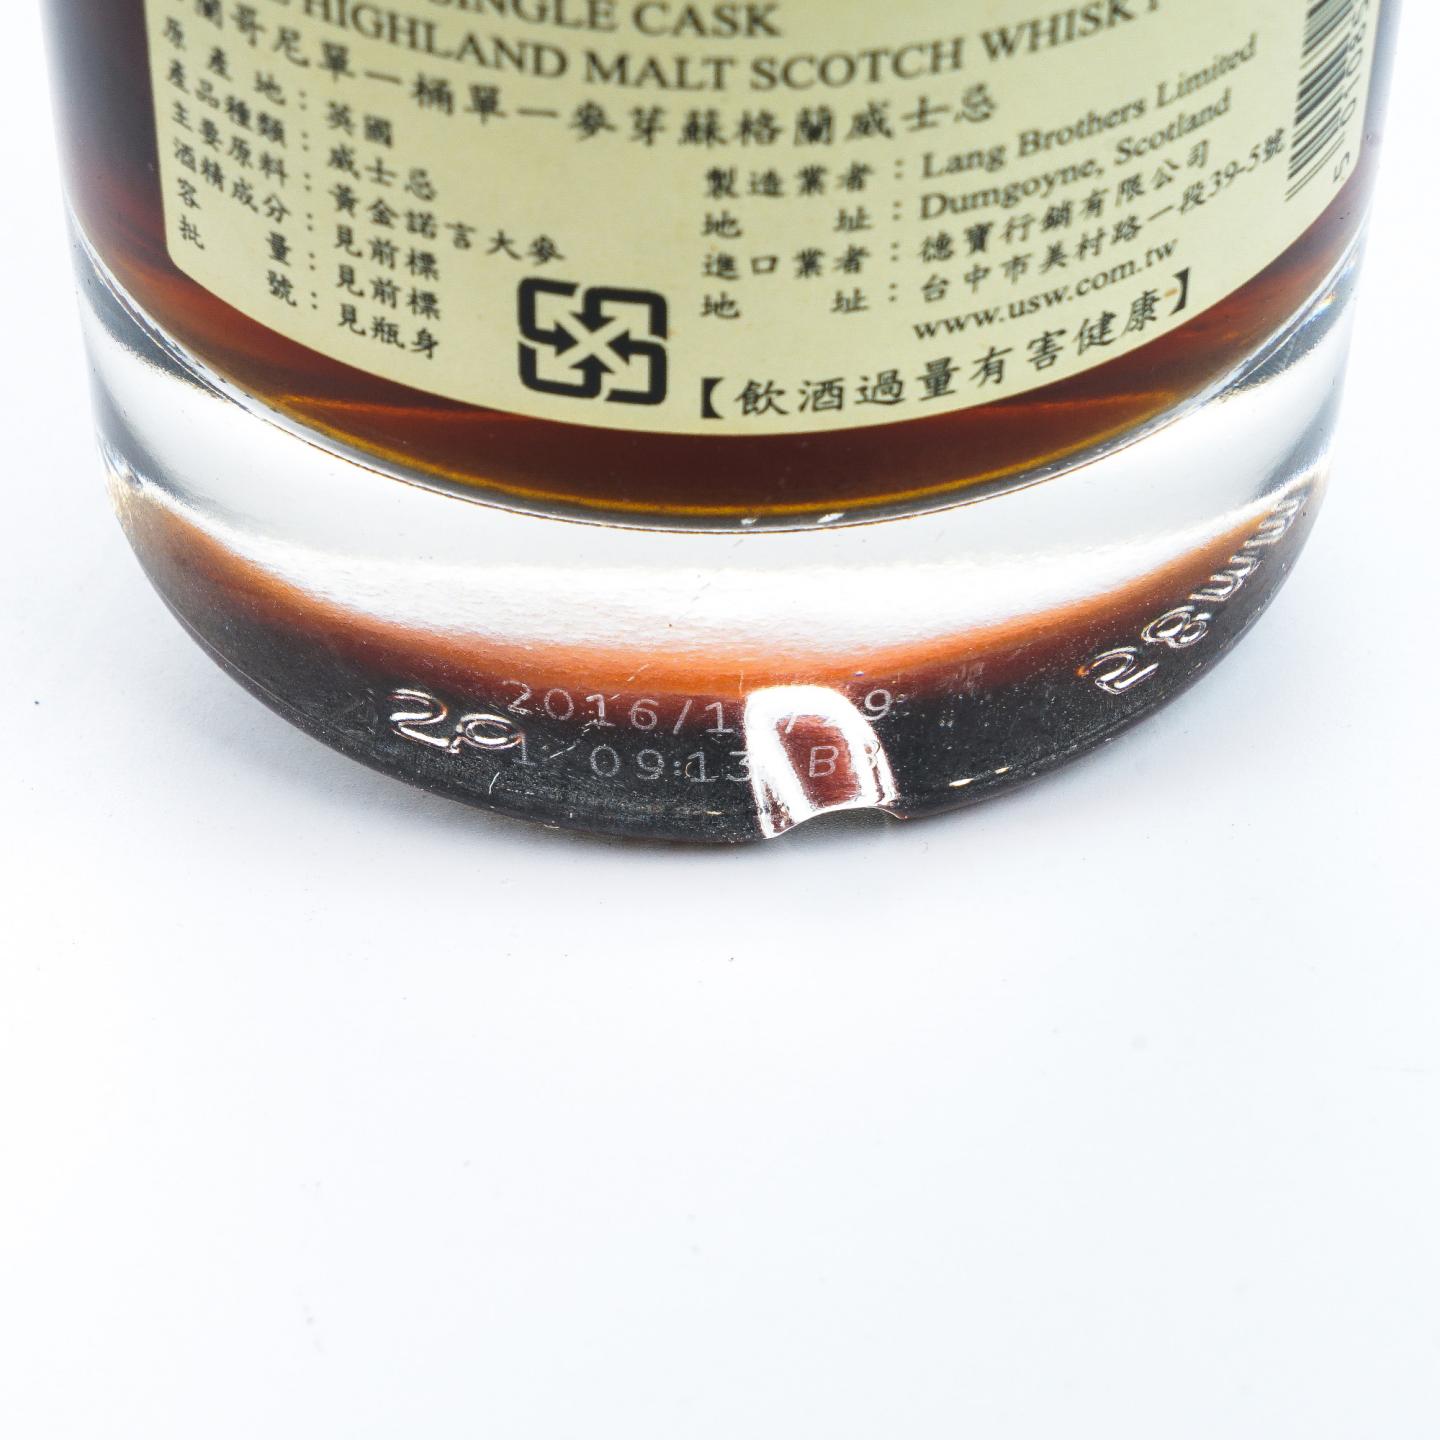 SINGLE CASK
HIGHLAND MALT SCOTCH WHISKY
蘭哥尼單一桶單一麥芽蘇格蘭威士忌
原產地：英國
產品種類：威士忌
主要原料：黃金諾言大麥
酒精成分：見前標
容量：見前標
批號：見瓶身
製造業者：Lang Brothers Limited
地址：Dumgoyne, Scotland
進口業者：德寶行銷有限公司
地址：台中市美村路一段39-5號
www.usw.com.tw
【飲酒過量有害健康】
2016/1 /29
09:13 B
28mm